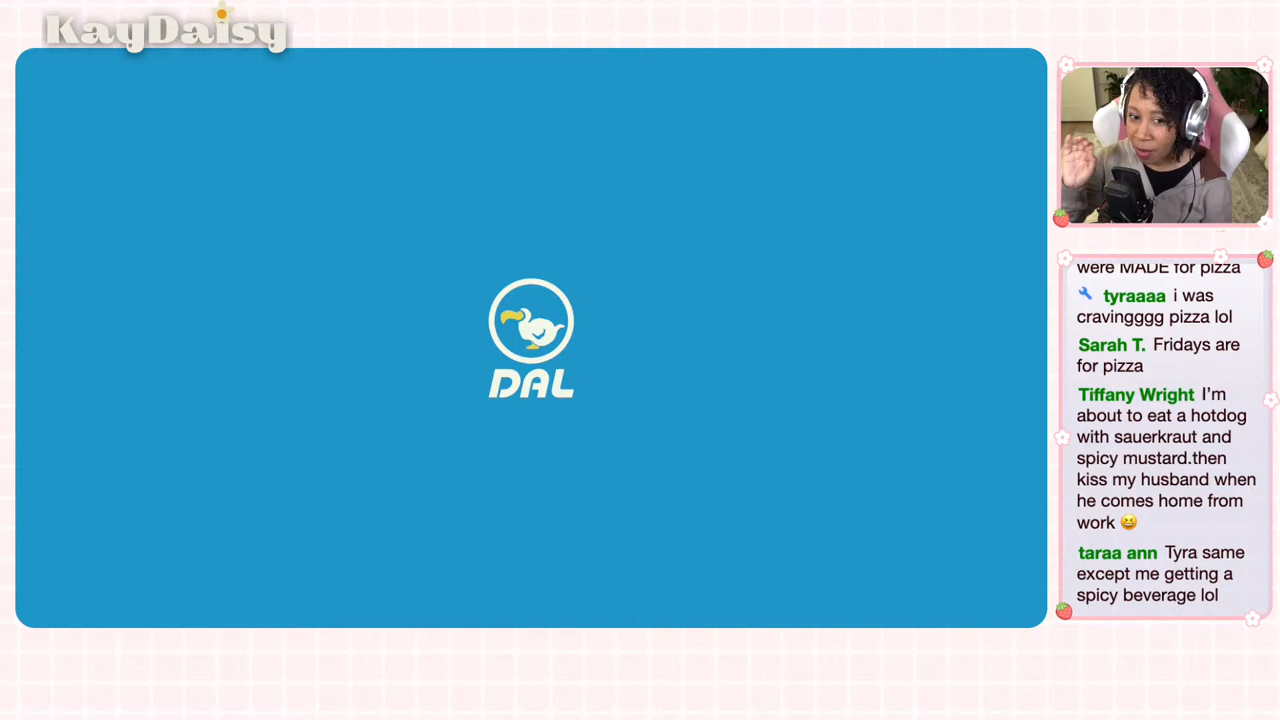 KayDaisy
DAL
were MADE for pizza
tyraaaa i was
cravingggg pizza lol
Sarah T. Fridays are
for pizza
Tiffany Wright I’m
about to eat a hotdog
with sauerkraut and
spicy mustard.then
kiss my husband when
he comes home from
work 😆
taraa ann Tyra same
except me getting a
spicy beverage lol